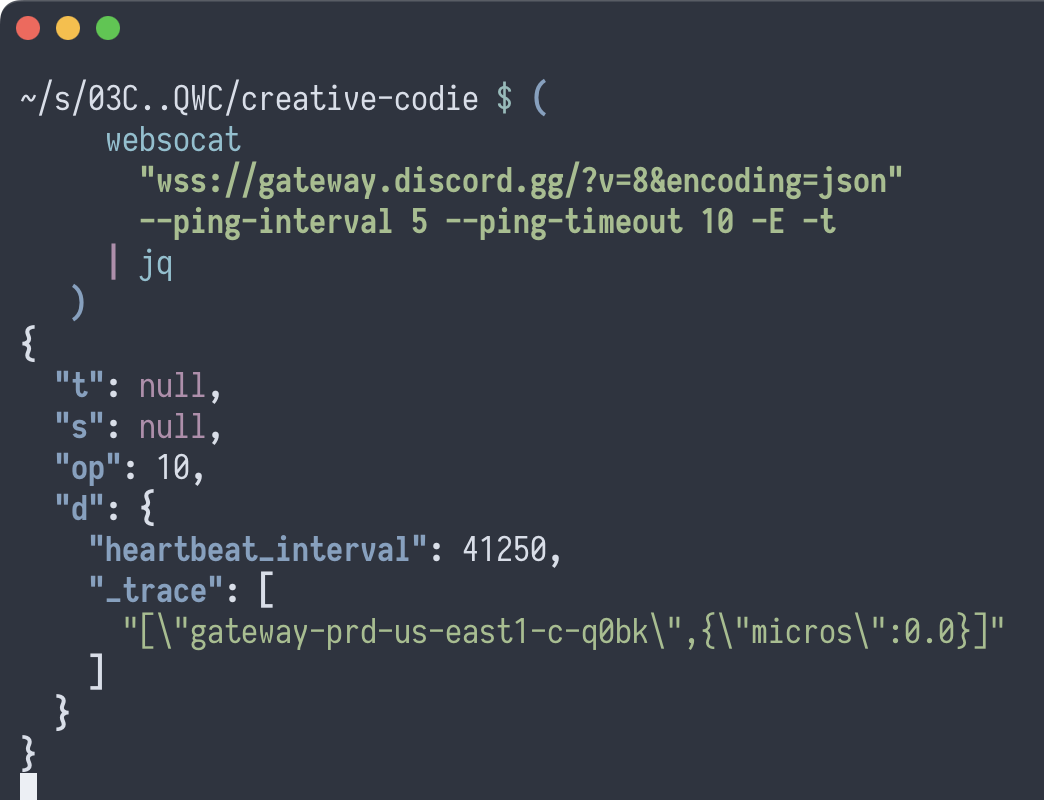 ~/s/03C..QWC/creative-codie $ (
websocat
"wss://gateway.discord.gg/?v=8&encoding=json"
--ping-interval 5 --ping-timeout 10 -E -t
| jq
)
{
"t": null,
"s": null,
"op": 10,
"d": {
"heartbeat_interval": 41250,
"_trace": [
"[\"gateway-prd-us-east1-c-q0bk\",{\"micros\":0.0}]"
]
}
}